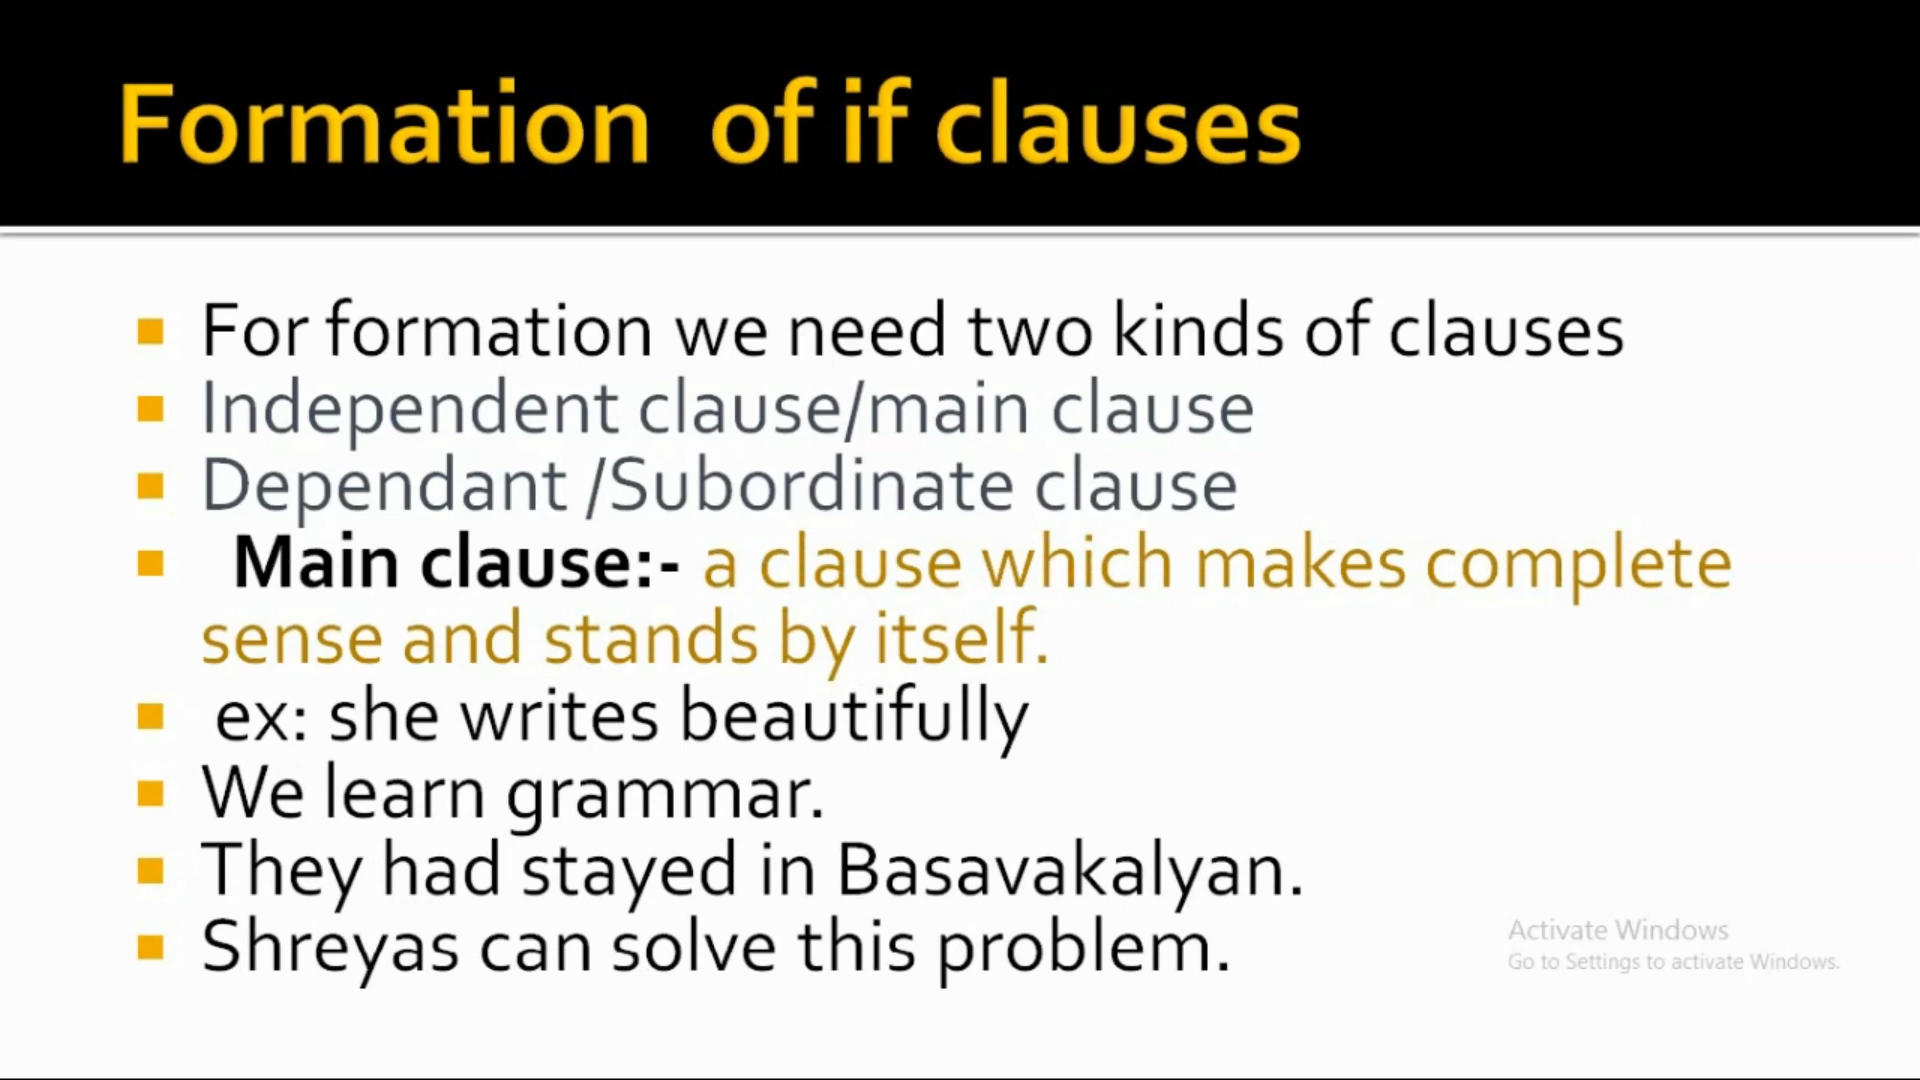 Formation of if clauses
For formation we need two kinds of clauses
Independent clause/main clause
Dependant /Subordinate clause
Main clause:- a clause which makes complete
sense and stands by itself.
ex: she writes beautifully
We learn grammar.
They had stayed in Basavakalyan.
Shreyas can solve this problem.
Activate Windows
Go to Settings to activate Windows.